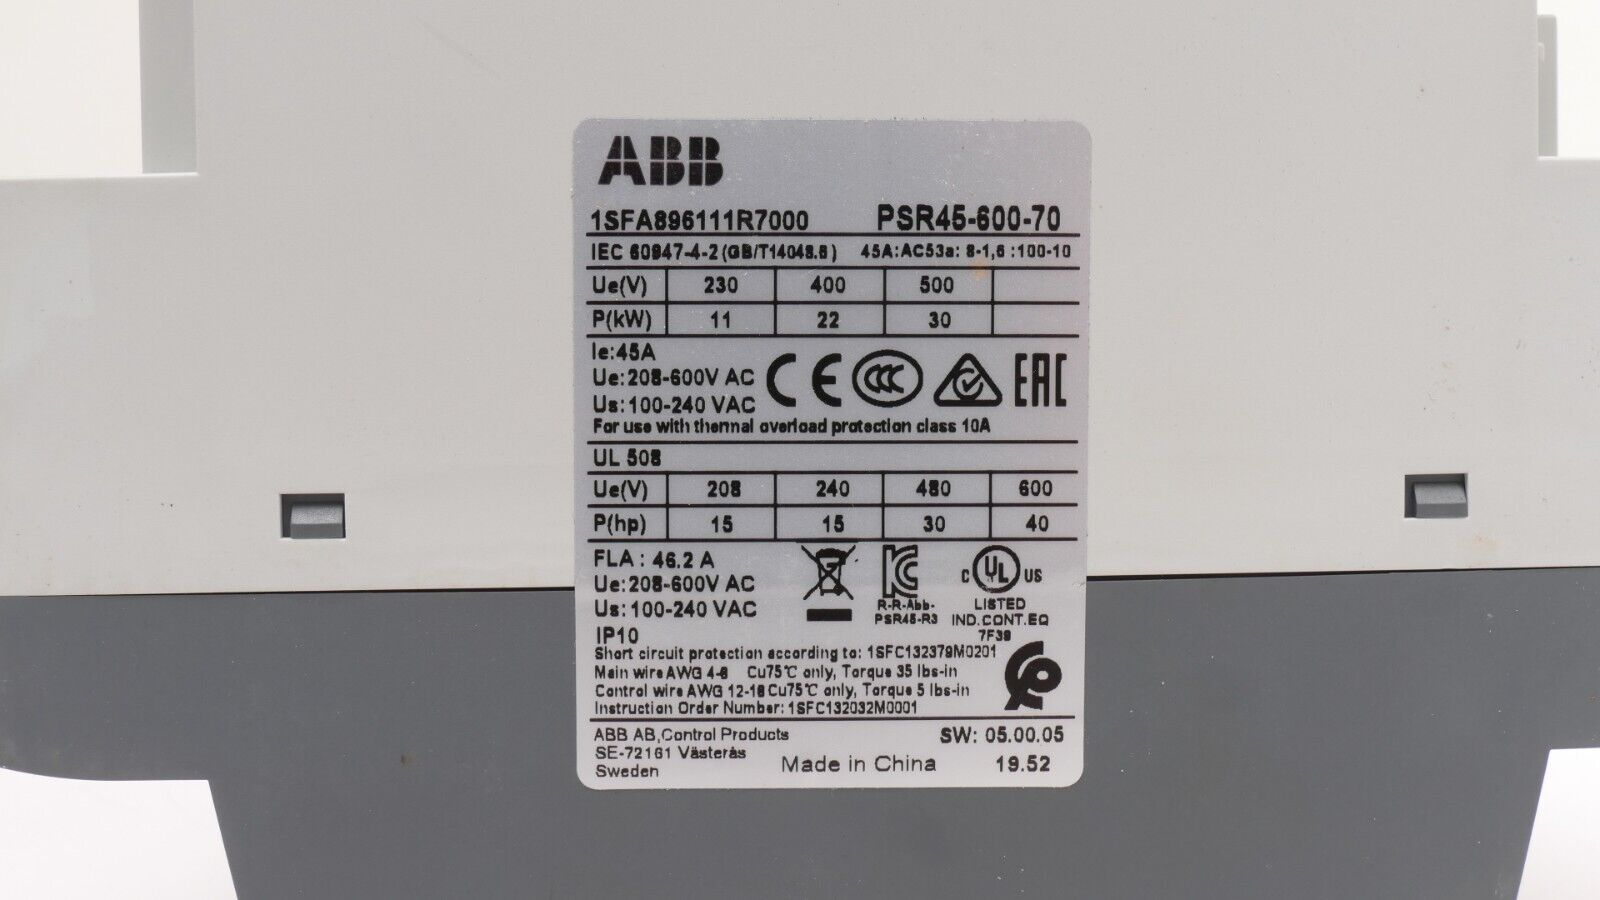 ABB
1SFA896111R7000 PSR45-600-70
IEC 60947-4-2 (GB/T14048.6) 45A:AC53a: 8-1,6 :100-10
Ue(V) 230 400 500
P(kW) 11 22 30
Ie:45A
Ue:208-600V AC
Us:100-240 VAC
CE CCC EAC
For use with thermal overload protection class 10A
UL 508
Ue(V) 208 240 480 600
P(hp) 15 15 30 40
FLA : 46.2 A
Ue:208-600V AC
Us:100-240 VAC
IP10
R-R-Abb-
PSR45-R3
C UL US
LISTED
IND.CONT.EQ
7F39
Short circuit protection according to: 1SFC132379M0201
Main wire AWG 4-8 Cu75℃ only, Torque 35 lbs-in
Control wire AWG 12-18 Cu75℃ only, Torque 5 lbs-in
Instruction Order Number: 1SFC132032M0001
ABB AB,Control Products
SE-72161 Västerås
Sweden
Made in China
SW: 05.00.05
19.52